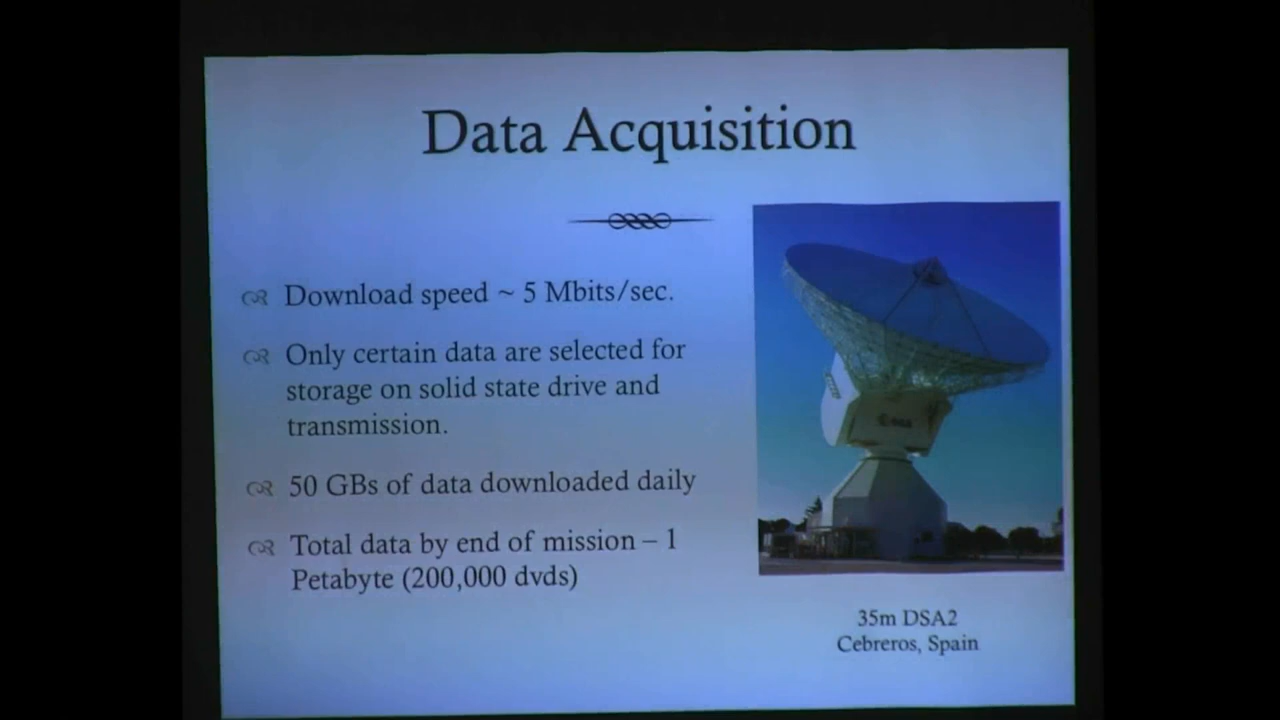 Data Acquisition
Download speed ~ 5 Mbits/sec.
Only certain data are selected for
storage on solid state drive and
transmission.
50 GBs of data downloaded daily
Total data by end of mission – 1
Petabyte (200,000 dvds)
esa
35m DSA2
Cebreros, Spain